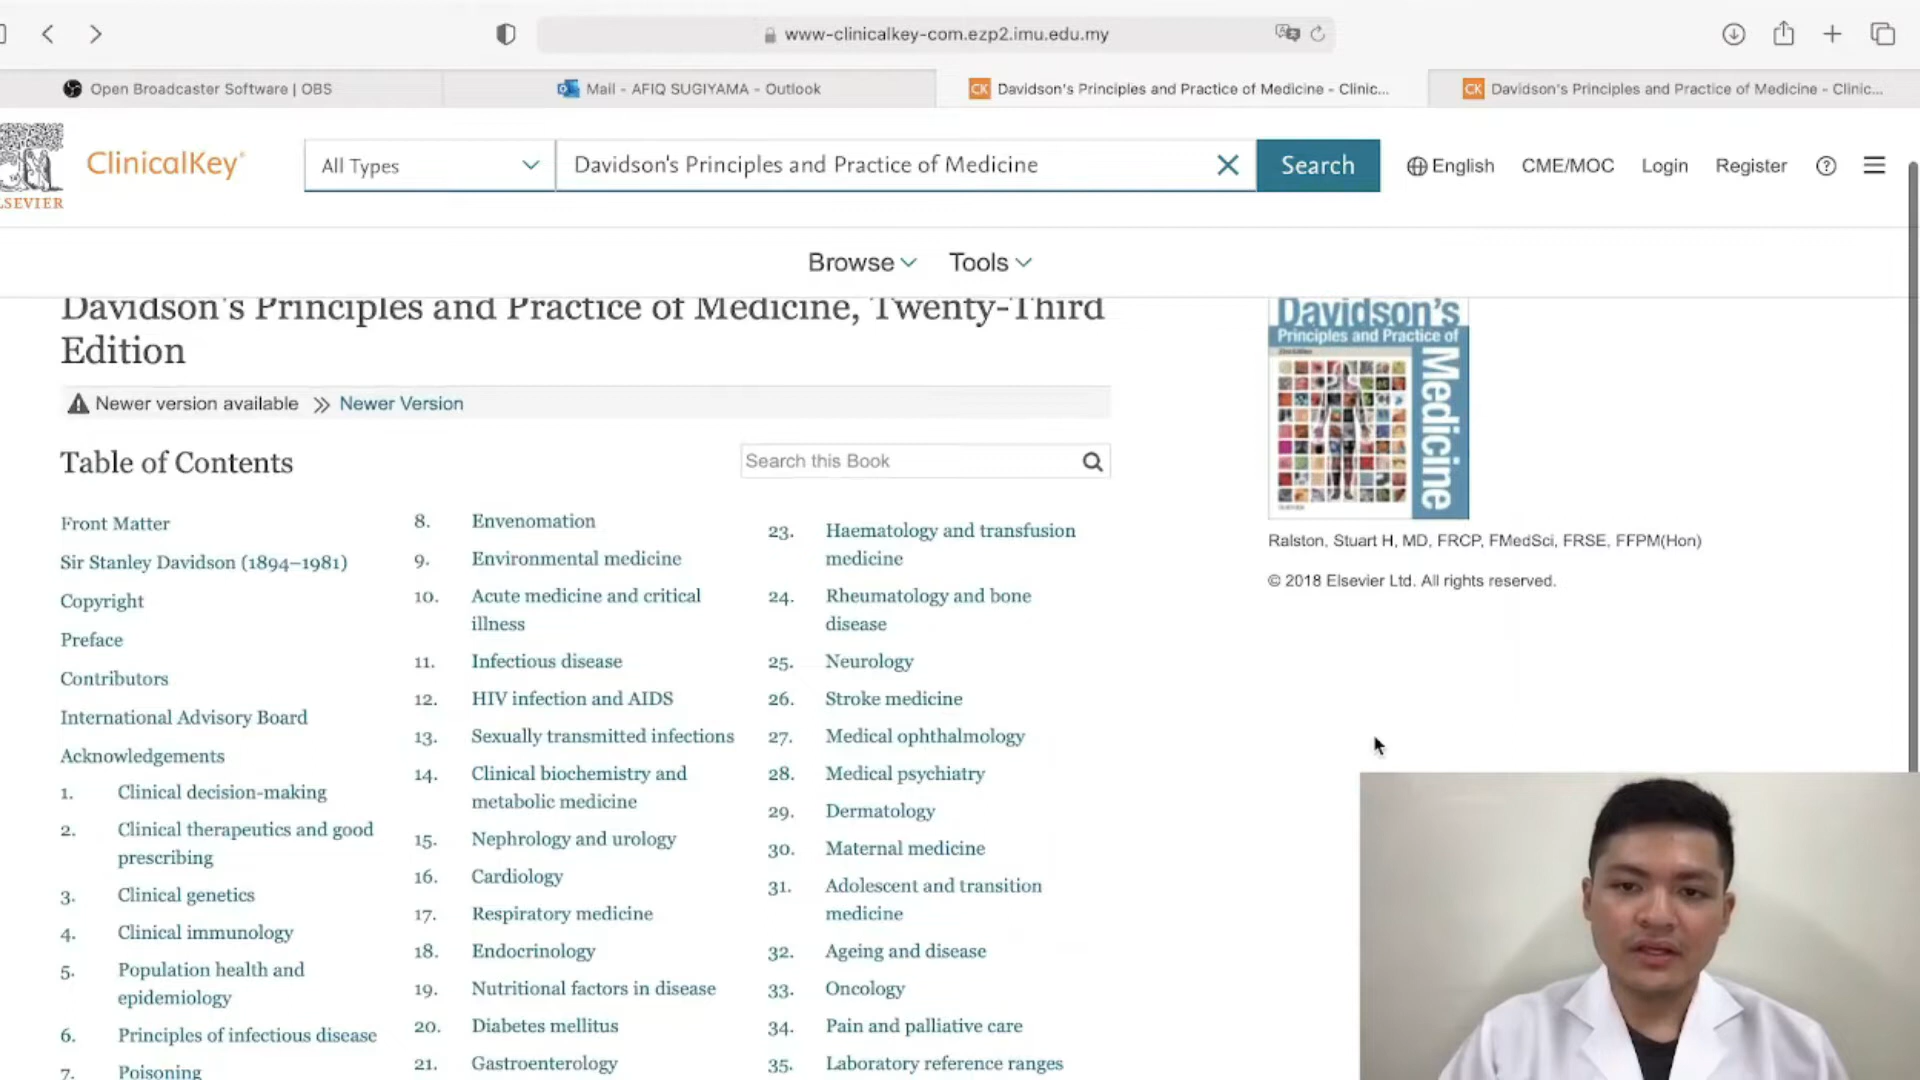 www-clinicalkey-com.ezp2.imu.edu.my
Open Broadcaster Software | OBS
Mail - AFIQ SUGIYAMA - Outlook
CK Davidson's Principles and Practice of Medicine - Clinic...
CK Davidson's Principles and Practice of Medicine - Clinic...
LSEVIER
ClinicalKey®
All Types
Davidson's Principles and Practice of Medicine
Search
English
CME/MOC
Login
Register
Browse
Tools
Davidson's Principles and Practice of Medicine, Twenty-Third
Edition
Newer version available >> Newer Version
Table of Contents
Search this Book
Front Matter
Sir Stanley Davidson (1894–1981)
Copyright
Preface
Contributors
International Advisory Board
Acknowledgements
1. Clinical decision-making
2. Clinical therapeutics and good
prescribing
3. Clinical genetics
4. Clinical immunology
5. Population health and
epidemiology
6. Principles of infectious disease
7. Poisoning
8. Envenomation
9. Environmental medicine
10. Acute medicine and critical
illness
11. Infectious disease
12. HIV infection and AIDS
13. Sexually transmitted infections
14. Clinical biochemistry and
metabolic medicine
15. Nephrology and urology
16. Cardiology
17. Respiratory medicine
18. Endocrinology
19. Nutritional factors in disease
20. Diabetes mellitus
21. Gastroenterology
23. Haematology and transfusion
medicine
24. Rheumatology and bone
disease
25. Neurology
26. Stroke medicine
27. Medical ophthalmology
28. Medical psychiatry
29. Dermatology
30. Maternal medicine
31. Adolescent and transition
medicine
32. Ageing and disease
33. Oncology
34. Pain and palliative care
35. Laboratory reference ranges
Davidson's
Principles and Practice of
Medicine
Ralston, Stuart H, MD, FRCP, FMedSci, FRSE, FFPM(Hon)
© 2018 Elsevier Ltd. All rights reserved.